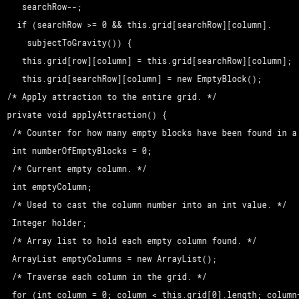 searchRow--;
if (searchRow >= 0 && this.grid[searchRow][column].
subjectToGravity()) {
this.grid[row][column] = this.grid[searchRow][column];
this.grid[searchRow][column] = new EmptyBlock();
/* Apply attraction to the entire grid. */
private void applyAttraction() {
/* Counter for how many empty blocks have been found in a
int numberOfEmptyBlocks = 0;
/* Current empty column. */
int emptyColumn;
/* Used to cast the column number into an int value. */
Integer holder;
/* Array list to hold each empty column found. */
ArrayList emptyColumns = new ArrayList();
/* Traverse each column in the grid. */
for (int column = 0; column < this.grid[0].length; column